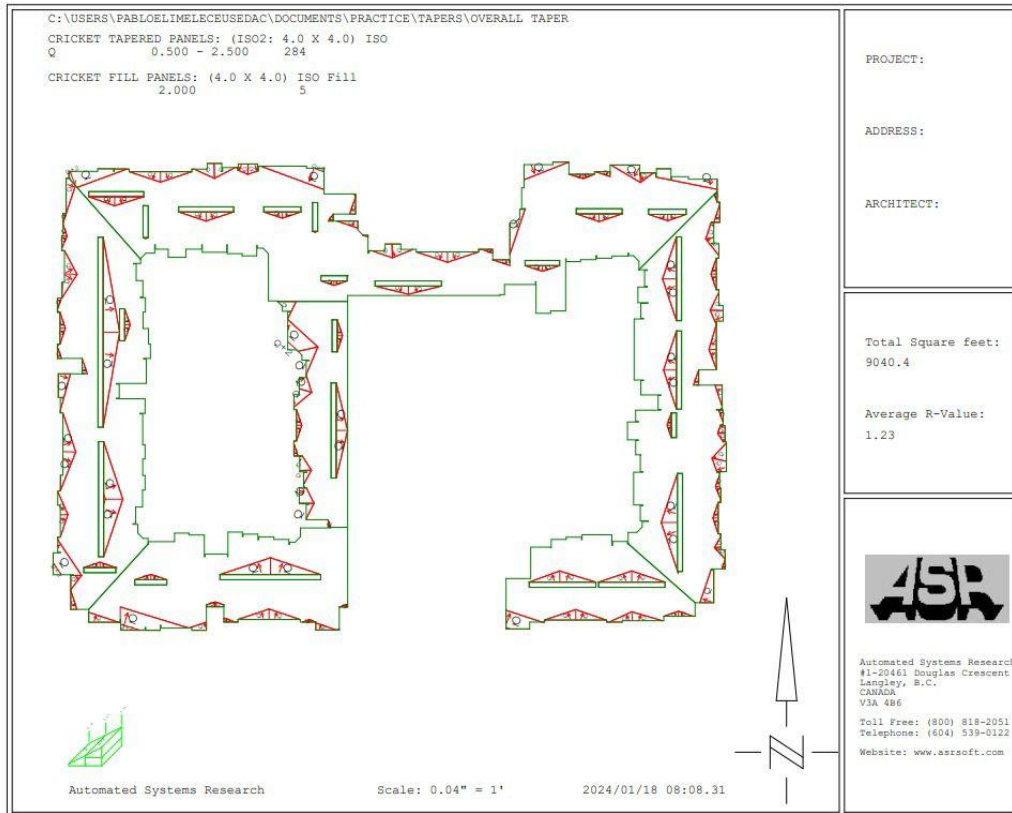 C:\USERS\PABLOELIMELECEUSEDAC\DOCUMENTS\PRACTICE\TAPERS\OVERALL TAPER
CRICKET TAPERED PANELS: (ISO2: 4.0 X 4.0) ISO
Q 0.500 - 2.500 284
CRICKET FILL PANELS: (4.0 X 4.0) ISO Fill
2.000 5
PROJECT:
ADDRESS:
ARCHITECT:
Total Square feet:
9040.4
Average R-Value:
1.23
ASR
Automated Systems Research
#1-20461 Douglas Crescent
Langley, B.C.
CANADA
V3A 4B6
Toll Free: (800) 818-2051
Telephone: (604) 539-0122
Website: www.asrsoft.com
N
Automated Systems Research Scale: 0.04" = 1' 2024/01/18 08:08.31